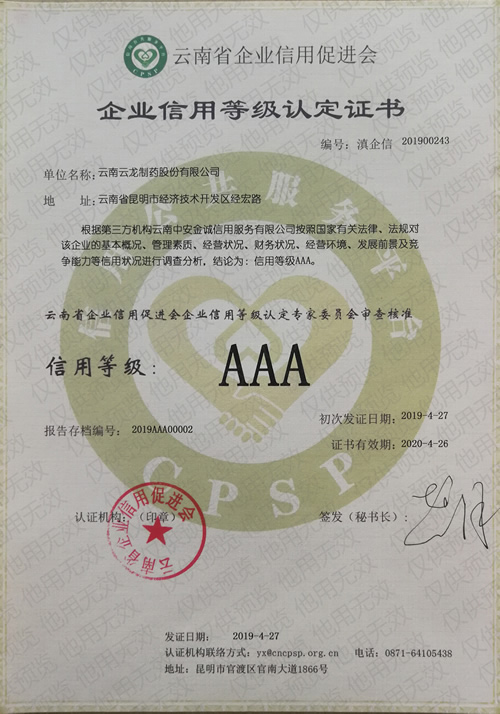 云南省企业信用促进会
CPSP
企业信用等级认定证书
编号：滇企信 201900243
单位名称：云南云龙制药股份有限公司
地　址：云南省昆明市经济技术开发区经宏路
根据第三方机构云南中安金诚信用服务有限公司按照国家有关法律、法规对
该企业的基本概况、管理素质、经营状况、财务状况、经营环境、发展前景及竞
争能力等信用状况进行调查分析，结论为：信用等级AAA。
云南省企业信用促进会企业信用等级认定专家委员会审查核准
信用等级：AAA
初次发证日期：2019-4-27
报告存档编号：2019AAA00002
证书有效期：2020-4-26
CPSP
认证机构：（印章）
签发（秘书长）：
云南省企业信用促进会
发证日期：2019-4-27
认证机构联络方式：yx@cncpsp.org.cn 电话：0871-64105438
地址：昆明市官渡区官南大道1866号
仅供预览 他用无效